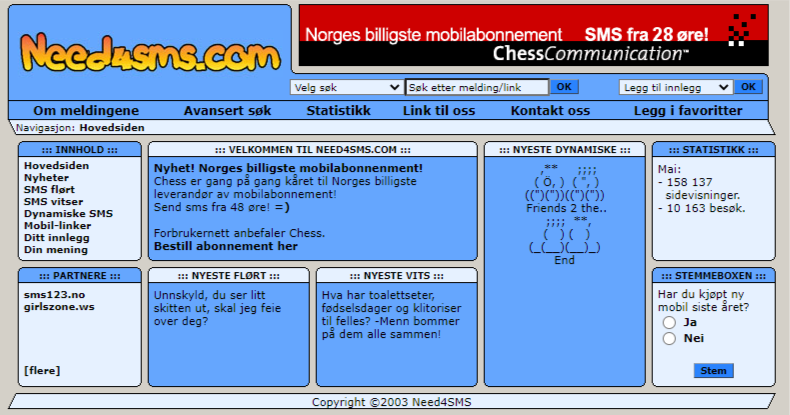 Need4sms.com
Norges billigste mobilabonnement SMS fra 28 øre!
ChessCommunication™
Velg søk Søk etter melding/link OK Legg til innlegg OK
Om meldingene Avansert søk Statistikk Link til oss Kontakt oss Legg i favoritter
Navigasjon: Hovedsiden
::: INNHOLD :::
Hovedsiden
Nyheter
SMS flørt
SMS vitser
Dynamiske SMS
Mobil-linker
Ditt innlegg
Din mening
::: VELKOMMEN TIL NEED4SMS.COM :::
Nyhet! Norges billigste mobilabonnenment!
Chess er gang på gang kåret til Norges billigste
leverandør av mobilabonnement!
Send sms fra 48 øre! =)
Forbrukernett anbefaler Chess.
Bestill abonnement her
::: NYESTE DYNAMISKE :::
,** ;;;;
( Ö, ) ( ", )
((")("))((")("))
Friends 2 the..
;;;; **,
( ) ( )
(_(__)(__)_)
End
::: STATISTIKK :::
Mai:
- 158 137
sidevisninger.
- 10 163 besøk.
::: PARTNERE :::
sms123.no
girlszone.ws
[flere]
::: NYESTE FLØRT :::
Unnskyld, du ser litt
skitten ut, skal jeg feie
over deg?
::: NYESTE VITS :::
Hva har toalettseter,
fødselsdager og klitoriser
til felles? -Menn bommer
på dem alle sammen!
::: STEMMEBOXEN :::
Har du kjøpt ny
mobil siste året?
Ja
Nei
Stem
Copyright ©2003 Need4SMS